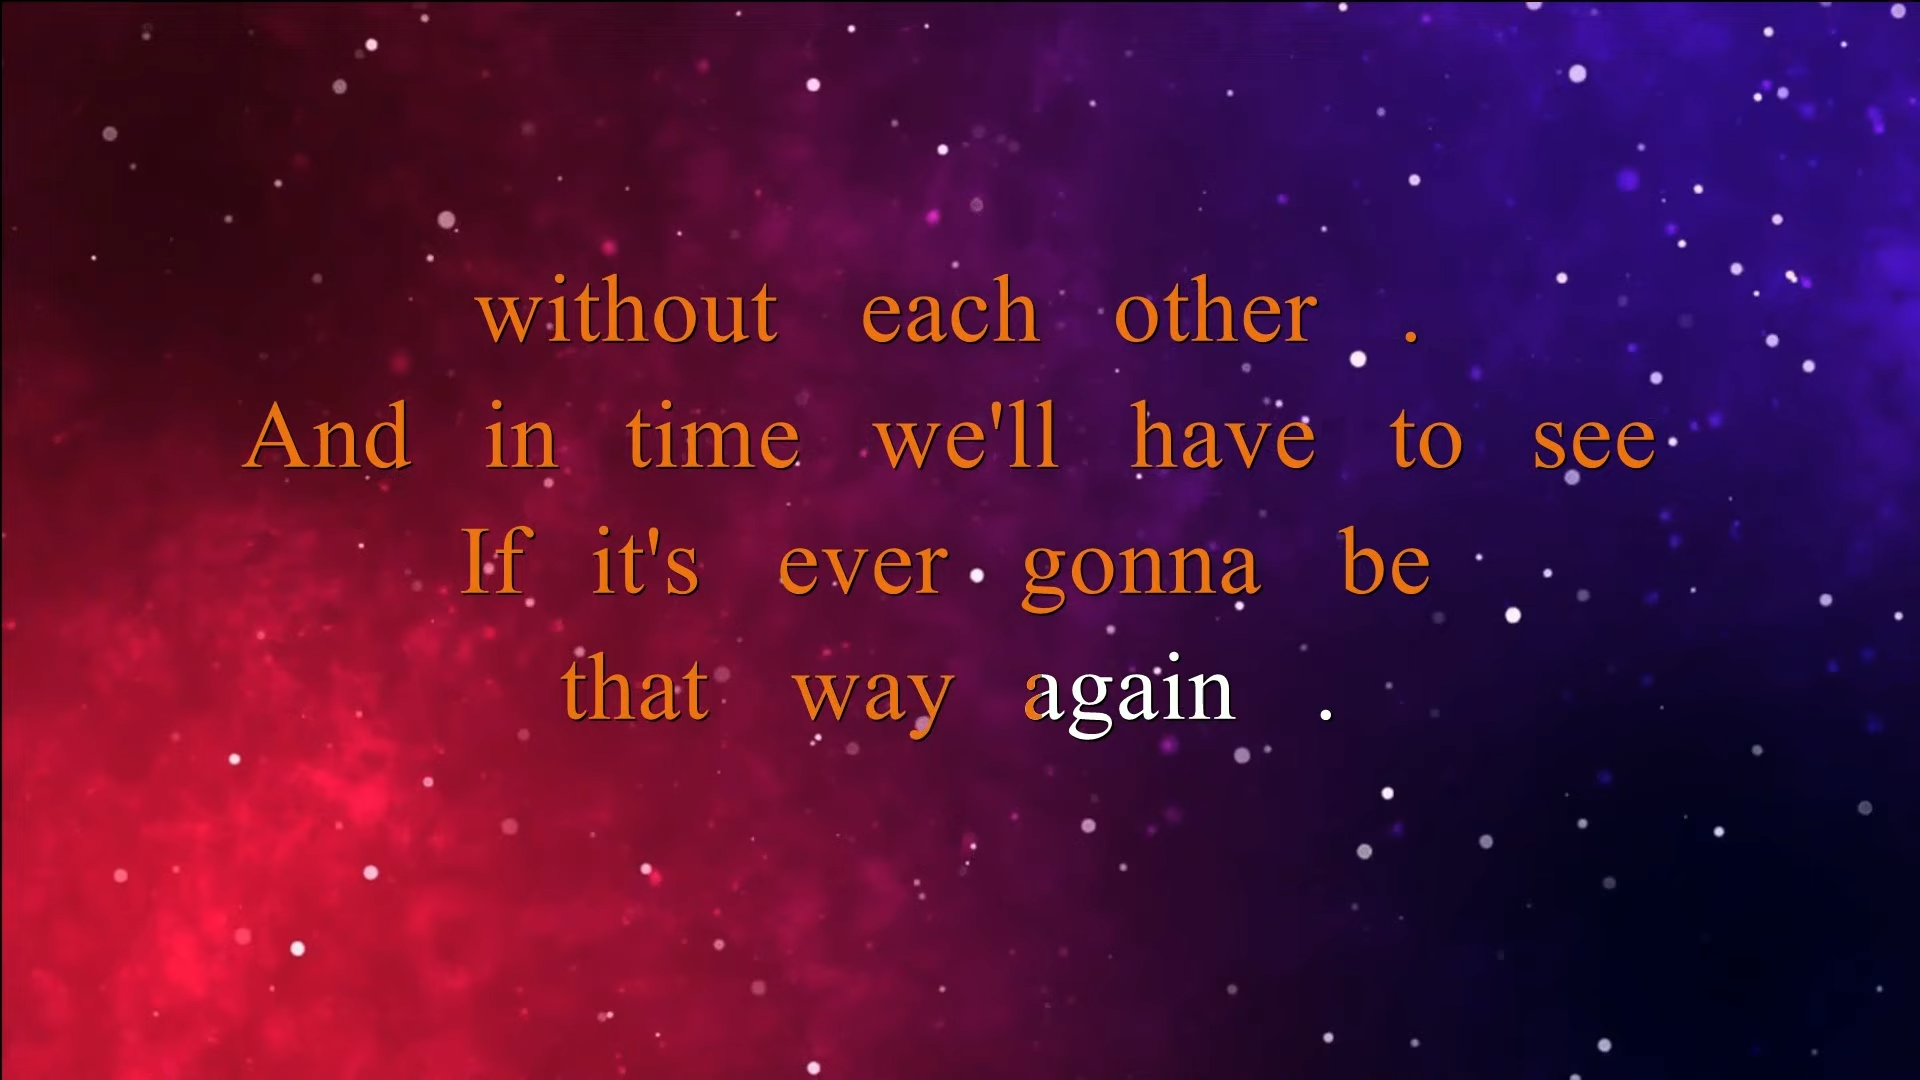 without each other .
And in time we'll have to see
If it's ever gonna be
that way again .